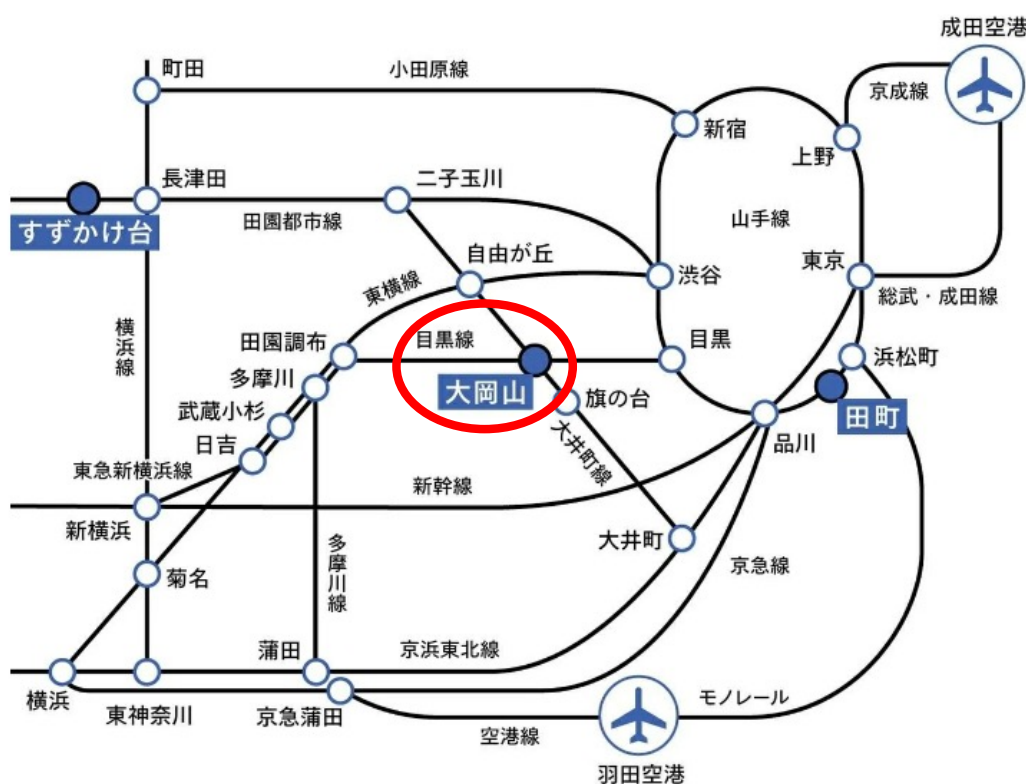 成田空港
町田
小田原線
京成線
新宿
上野
長津田
二子玉川
すずかけ台
田園都市線
山手線
自由が丘
東京
渋谷
東横線
総武・成田線
横浜線
田園調布
目黒線
目黒
浜松町
多摩川
大岡山
旗の台
田町
武蔵小杉
大井町線
品川
日吉
東急新横浜線
新幹線
新横浜
大井町
多摩川線
京急線
菊名
蒲田
京浜東北線
横浜
東神奈川
京急蒲田
モノレール
空港線
羽田空港